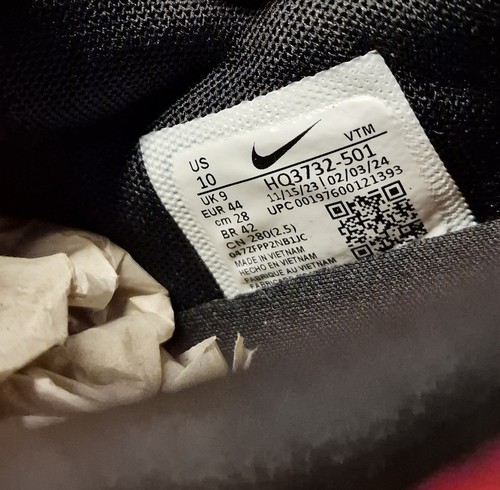 VTM
US
10
HQ3732-501
UK 9
11/15/23 | 02/03/24
EUR 44
UPC 00197600121393
cm 28
BR 42
CN 280(2.5)
047ZFPP2NB1JC
MADE IN VIETNAM
HECHO EN VIETNAM
FABRIQUE AU VIETNAM